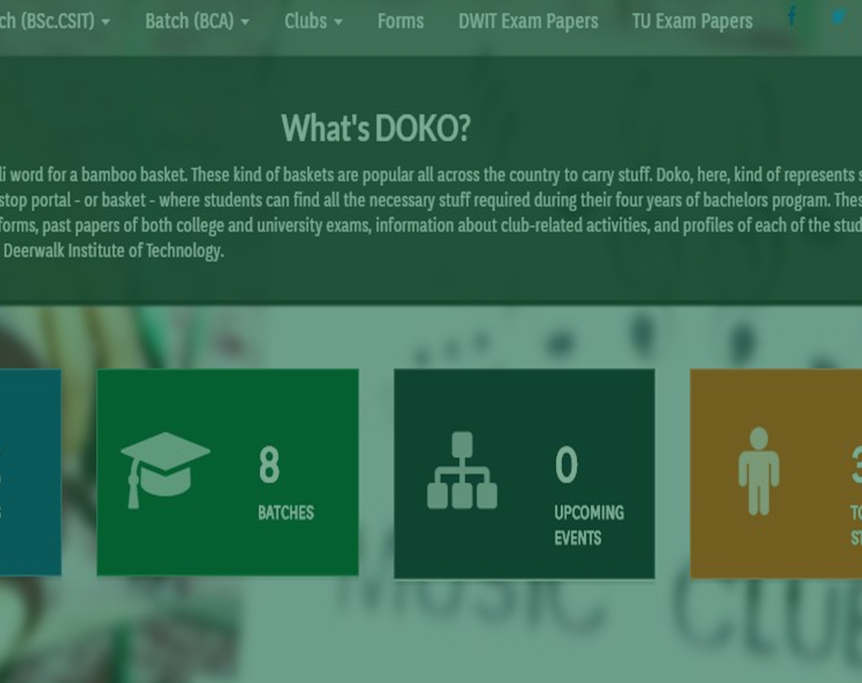 ch (BSc.CSIT) Batch (BCA) Clubs Forms DWIT Exam Papers TU Exam Papers
What's DOKO?
li word for a bamboo basket. These kind of baskets are popular all across the country to carry stuff. Doko, here, kind of represents s
stop portal - or basket - where students can find all the necessary stuff required during their four years of bachelors program. Thes
forms, past papers of both college and university exams, information about club-related activities, and profiles of each of the stud
Deerwalk Institute of Technology.
8
BATCHES
0
UPCOMING
EVENTS
3
TO
ST
MUSIC CLUB